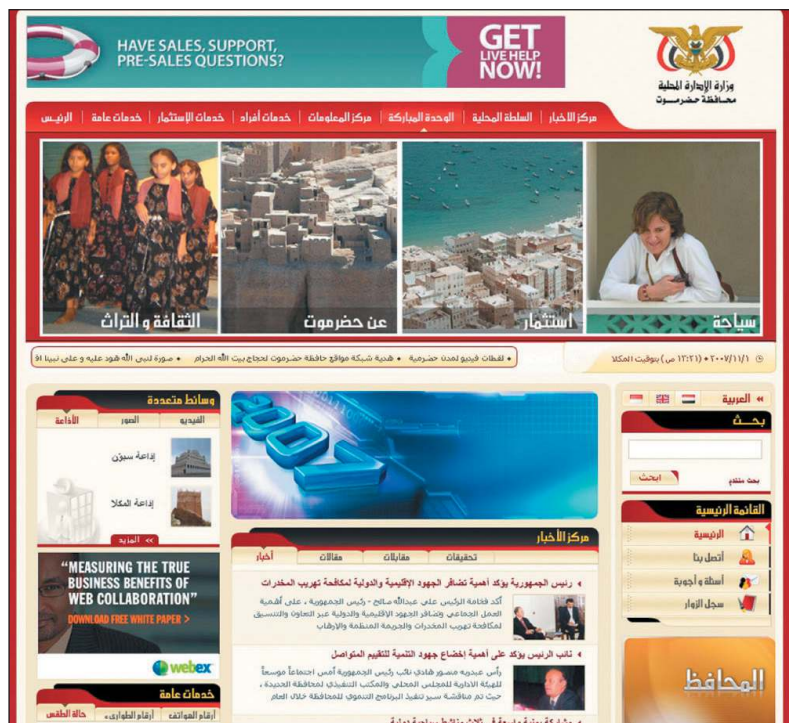 HAVE SALES, SUPPORT,
PRE-SALES QUESTIONS?
GET
LIVE HELP
NOW!
وزارة الإدارة المحلية
محافظة حضرموت
مركز الأخبار | السلطة المحلية | الوحدة المباركة | مركز المعلومات | خدمات أفراد | خدمات الإستثمار | خدمات عامة | الرئيس
سياحة
استثمار
عن حضرموت
الثقافة و التراث
٢٠٠٧/١١/١ • (١٢:٢١ ص) بتوقيت المكلا
• لقطات فيديو لمدن حضرمية • هدية شبكة مواقع حافظة حضرموت لحجاج بيت الله الحرام • صورة لنبي الله هود عليه و على نبينا
العربية
بحث
ابحث
بحث متقدم
القائمة الرئيسية
الرئيسية
أتصل بنا
أسئلة و أجوبة
سجل الزوار
المحافظ
2007
مركز الأخبار
أخبار
مقالات
مقابلات
تحقيقات
رئيس الجمهورية يؤكد أهمية تضافر الجهود الإقليمية والدولية لمكافحة تهريب المخدرات
أكد فخامة الرئيس علي عبدالله صالح - رئيس الجمهورية ، على أهمية
العمل الجماعي وتضافر الجهود الإقليمية والدولية عبر التعاون والتنسيق
لمكافحة تهريب المخدرات والجريمة المنظمة والإرهاب
نائب الرئيس يؤكد على أهمية إخضاع جهود التنمية للتقييم المتواصل
رأس عبدربه منصور هادي نائب رئيس الجمهورية أمس اجتماعاً موسعاً
للهيئة الادارية للمجلس المحلي والمكتب التنفيذي لمحافظة الحديدة ،
حيث تم مناقشة سير تنفيذ البرنامج التنموي للمحافظة خلال العام
وسائط متعددة
الفيديو
الصور
الأذاعة
إذاعة سيؤن
إذاعة المكلا
>> المزيد
"MEASURING THE TRUE
BUSINESS BENEFITS OF
WEB COLLABORATION"
DOWNLOAD FREE WHITE PAPER >
webex
خدمات عامة
أرقام الهواتف
أرقام الطوارىء
حالة الطقس